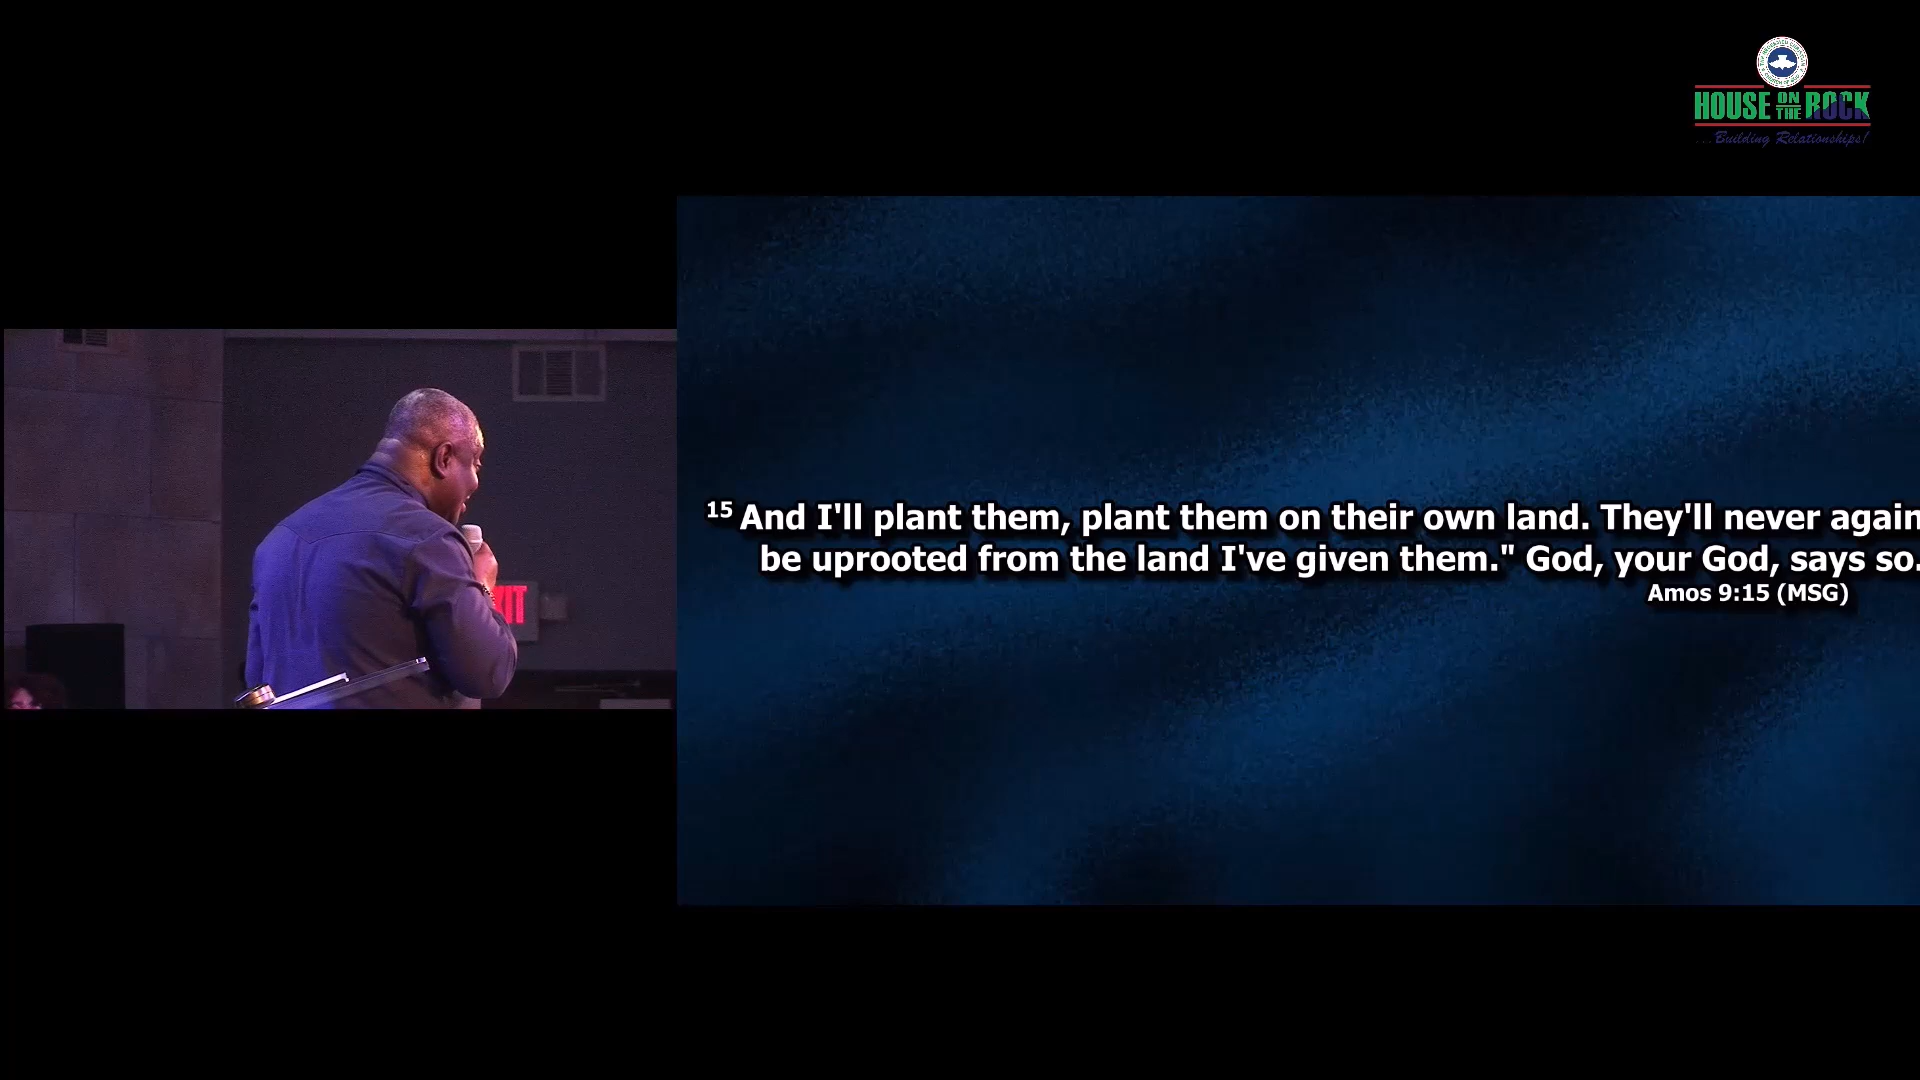 HOUSE ON THE ROCK
...Building Relationships!
15 And I'll plant them, plant them on their own land. They'll never again
be uprooted from the land I've given them." God, your God, says so.
Amos 9:15 (MSG)
XIT